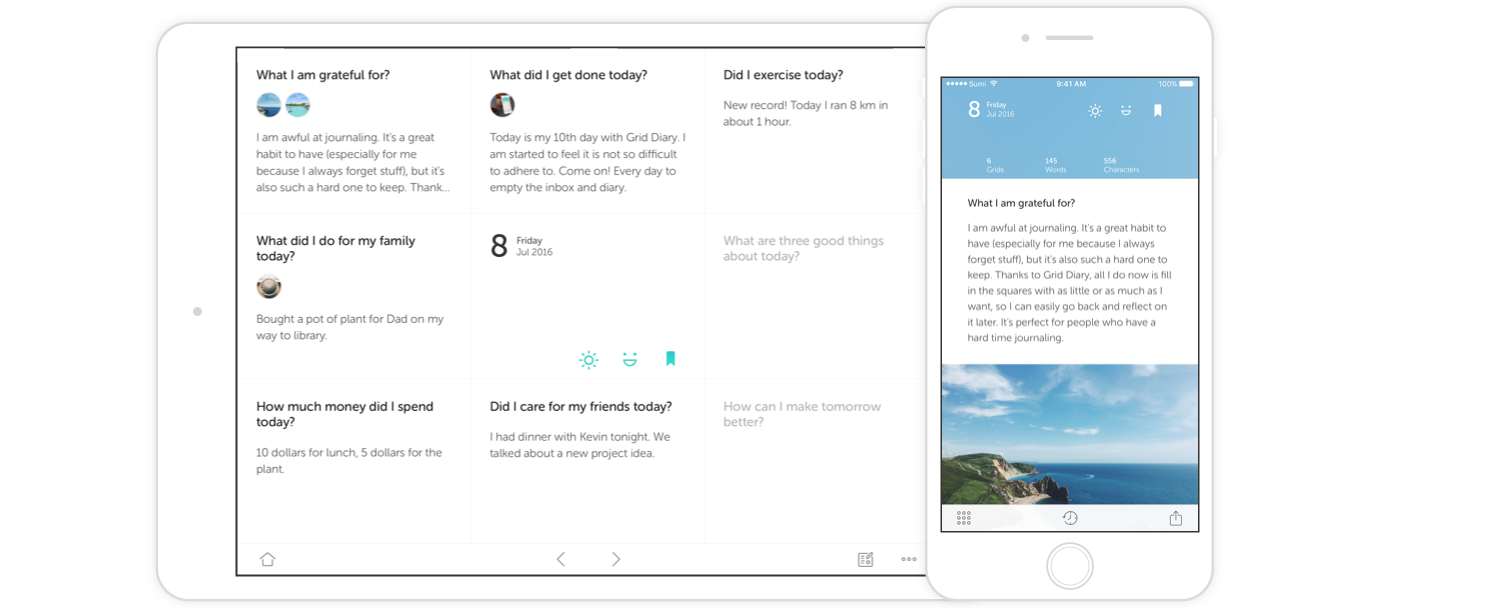 What I am grateful for?
I am awful at journaling. It's a great
habit to have (especially for me
because I always forget stuff), but it's
also such a hard one to keep. Thank...
What did I get done today?
Today is my 10th day with Grid Diary. I
am started to feel it is not so difficult
to adhere to. Come on! Every day to
empty the inbox and diary.
Did I exercise today?
New record! Today I ran 8 km in
about 1 hour.
What did I do for my family
today?
Bought a pot of plant for Dad on my
way to library.
8
Friday
Jul 2016
What are three good things
about today?
How much money did I spend
today?
10 dollars for lunch, 5 dollars for the
plant.
Did I care for my friends today?
I had dinner with Kevin tonight. We
talked about a new project idea.
How can I make tomorrow
better?
Sumi 9:41 AM 100%
8
Friday
Jul 2016
6 145 556
Grids Words Characters
What I am grateful for?
I am awful at journaling. It's a great habit to
have (especially for me because I always
forget stuff), but it's also such a hard one to
keep. Thanks to Grid Diary, all I do now is fill
in the squares with as little or as much as I
want, so I can easily go back and reflect on
it later. It's perfect for people who have a
hard time journaling.